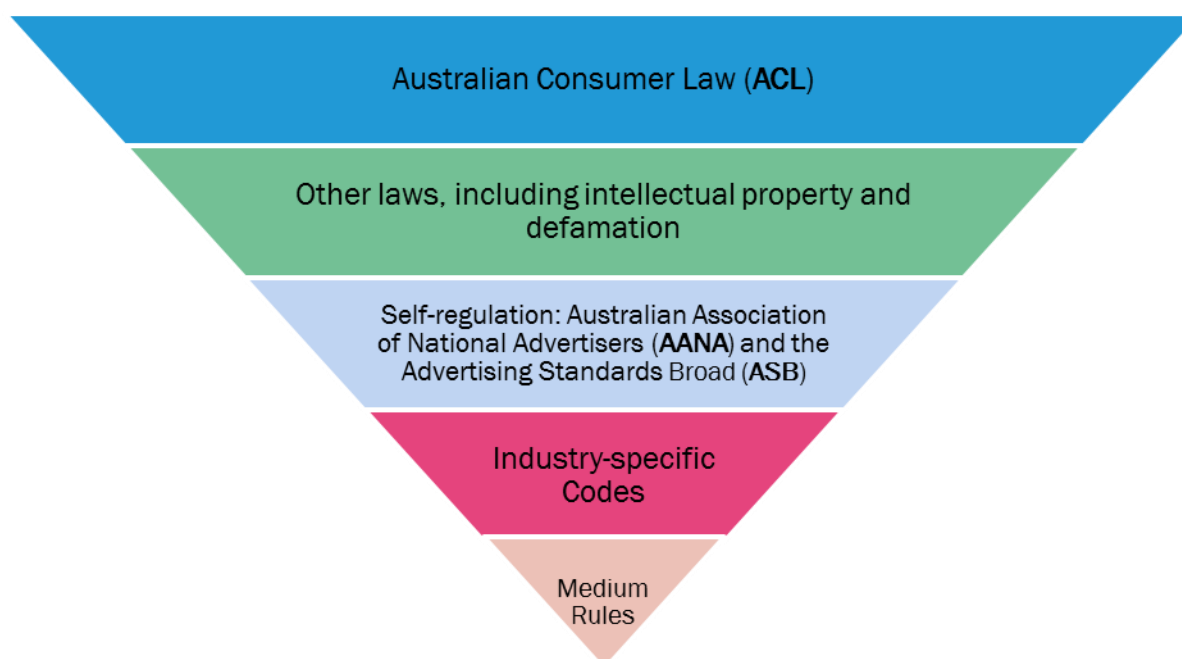 Australian Consumer Law (ACL)
Other laws, including intellectual property and
defamation
Self-regulation: Australian Association
of National Advertisers (AANA) and the
Advertising Standards Broad (ASB)
Industry-specific
Codes
Medium
Rules